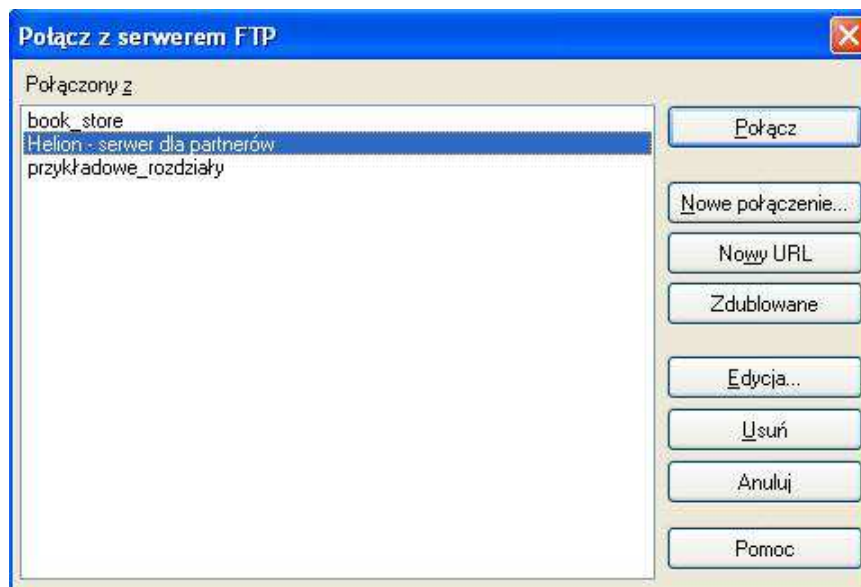 Połącz z serwerem FTP
Połączony z
book_store
Helion - serwer dla partnerów
przykładowe_rozdziały
Połącz
Nowe połączenie...
Nowy URL
Zdublowane
Edycja...
Usuń
Anuluj
Pomoc